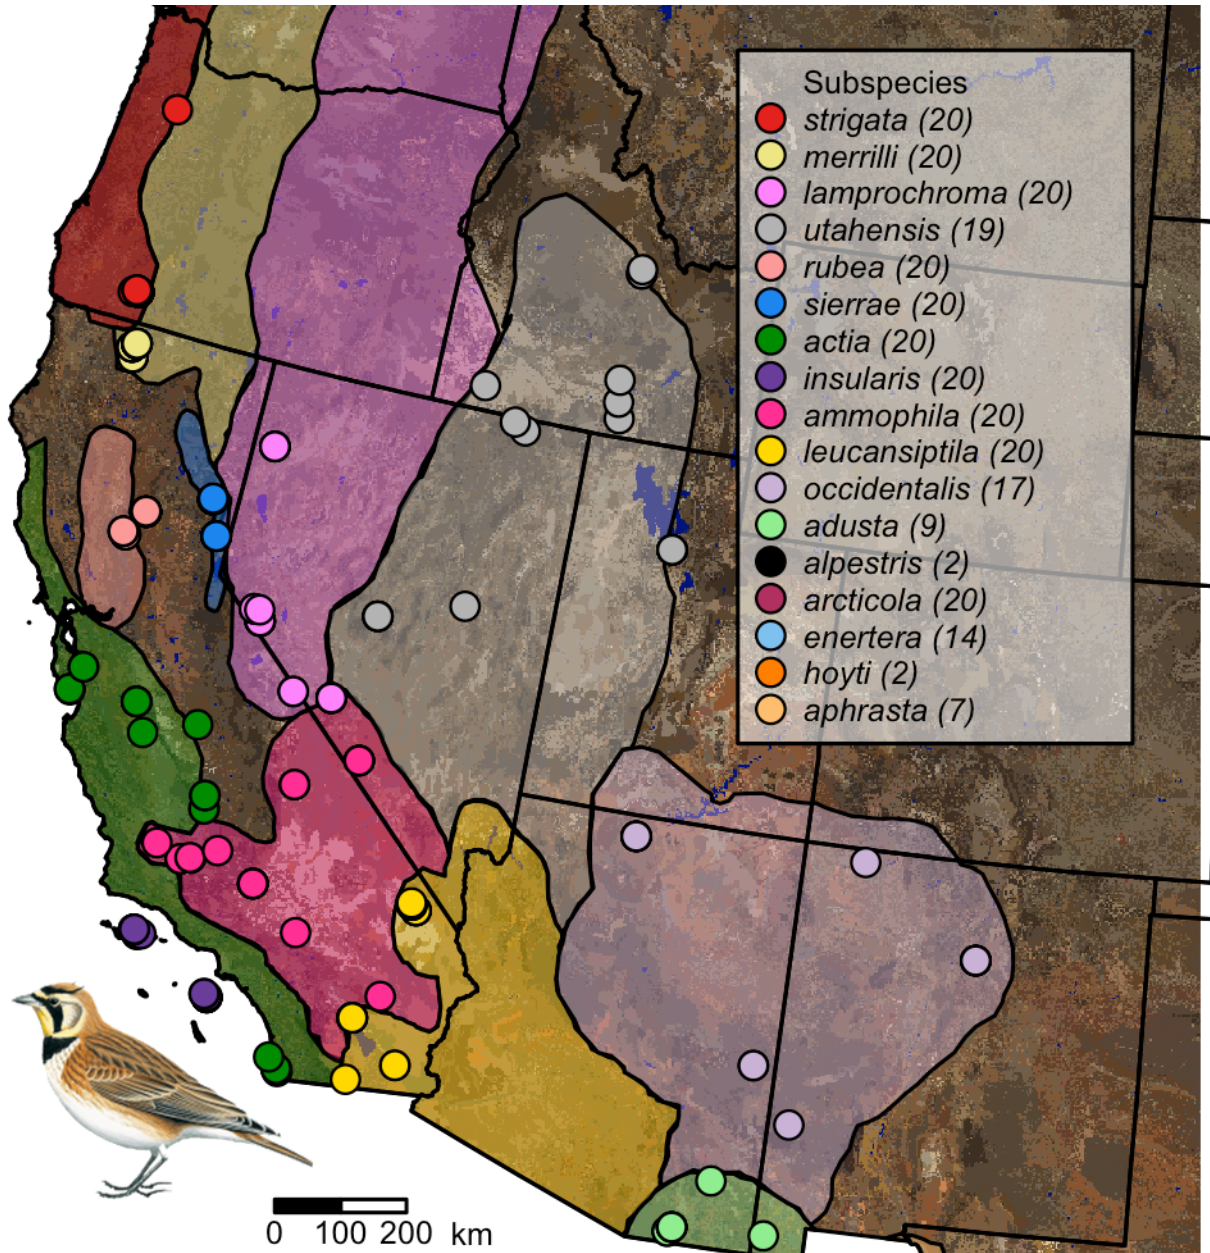 Subspecies
strigata (20)
merrilli (20)
lamprochroma (20)
utahensis (19)
rubea (20)
sierrae (20)
actia (20)
insularis (20)
ammophila (20)
leucansiptila (20)
occidentalis (17)
adusta (9)
alpestris (2)
arcticola (20)
enertera (14)
hoyti (2)
aphrasta (7)
0 100 200 km